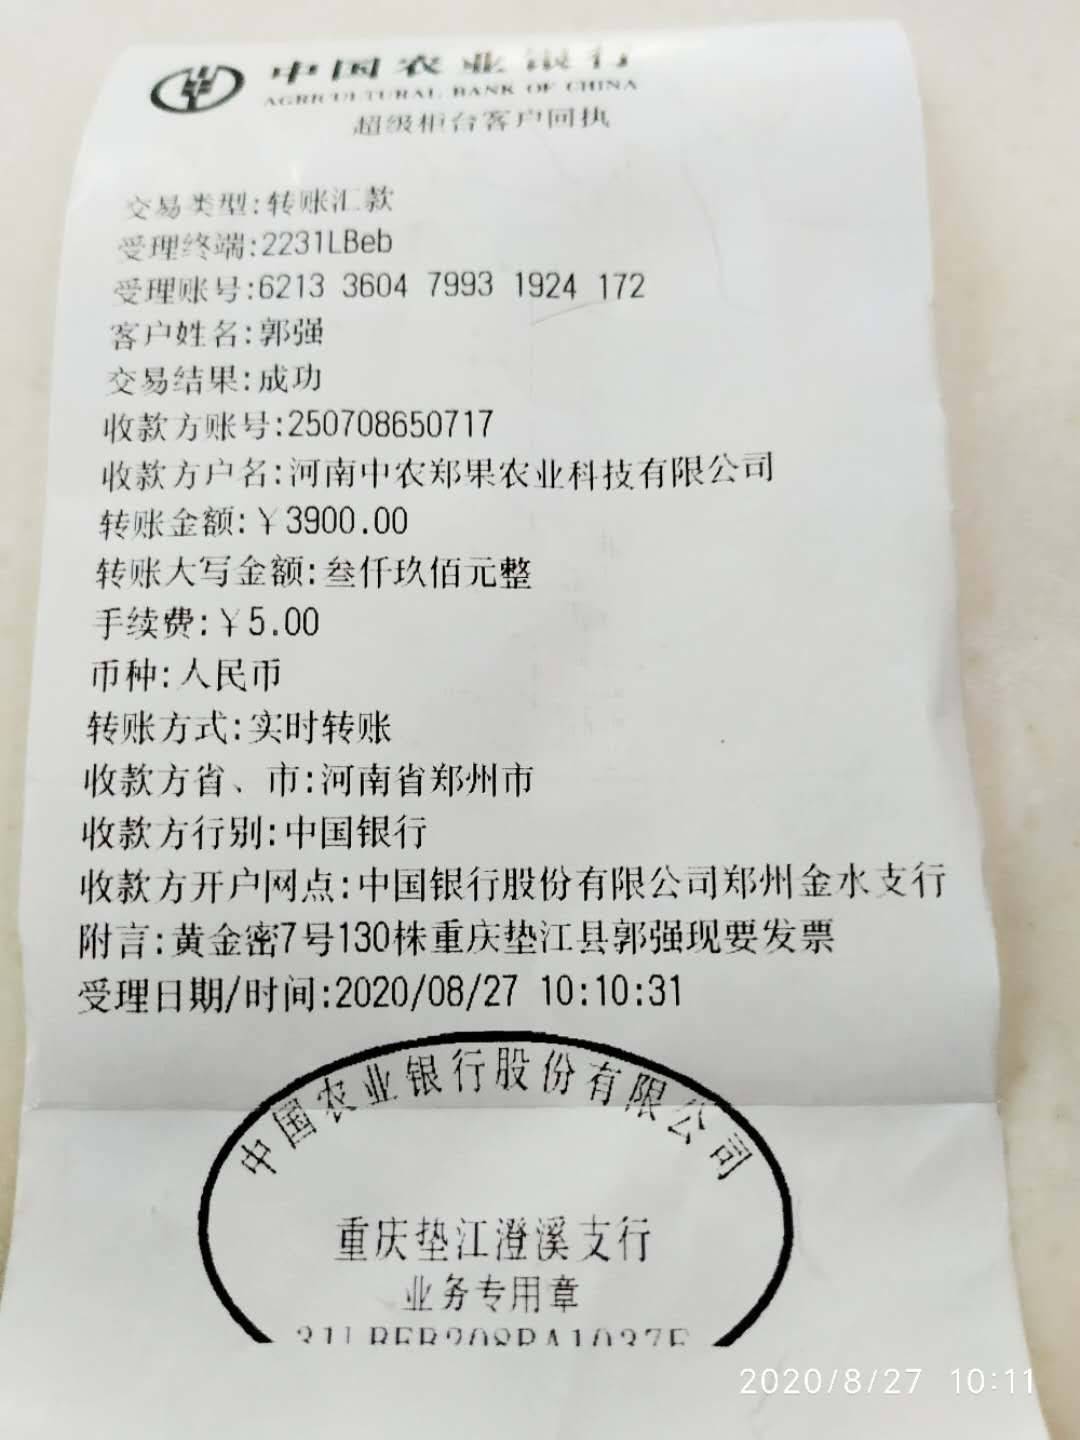 中国农业银行
AGRICULTURAL BANK OF CHINA
超级柜台客户回执
交易类型:转账汇款
受理终端:2231LBeb
受理账号:6213 3604 7993 1924 172
客户姓名:郭强
交易结果:成功
收款方账号:250708650717
收款方户名:河南中农郑果农业科技有限公司
转账金额:￥3900.00
转账大写金额:叁仟玖佰元整
手续费:￥5.00
币种:人民币
转账方式:实时转账
收款方省、市:河南省郑州市
收款方行别:中国银行
收款方开户网点:中国银行股份有限公司郑州金水支行
附言:黄金密7号130株重庆垫江县郭强现要发票
受理日期/时间:2020/08/27 10:10:31
中国农业银行股份有限公司
重庆垫江澄溪支行
业务专用章
2020/8/27 10:11